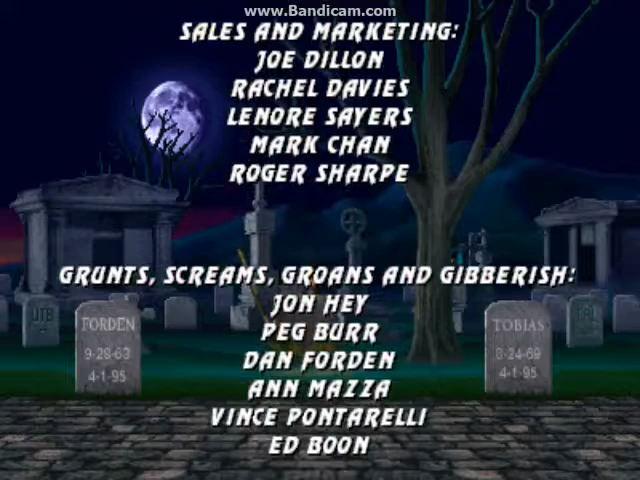 www.Bandicam.com
SALES AND MARKETING:
JOE DILLON
RACHEL DAVIES
LENORE SAYERS
MARK CHAN
ROGER SHARPE
GRUNTS, SCREAMS, GROANS AND GIBBERISH:
JON HEY
PEG BURR
DAN FORDEN
ANN MAZZA
VINCE PONTARELLI
ED BOON
FORDEN
9-28-63
4-1-95
TOBIAS
8-24-69
4-1-95